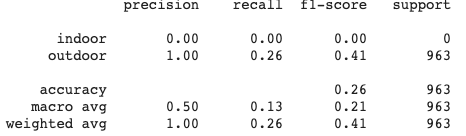 precision recall f1-score support
indoor 0.00 0.00 0.00 0
outdoor 1.00 0.26 0.41 963
accuracy 0.26 963
macro avg 0.50 0.13 0.21 963
weighted avg 1.00 0.26 0.41 963